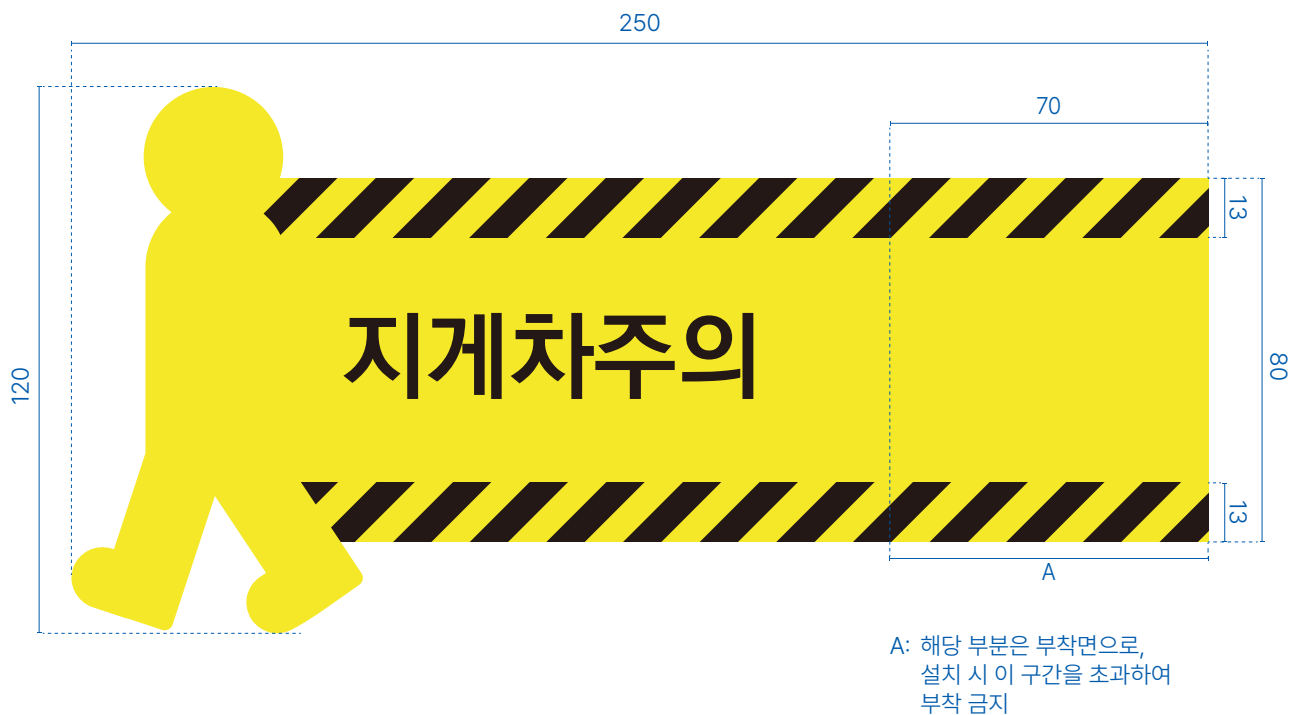 250
70
13
지게차주의
120
80
13
A
A: 해당 부분은 부착면으로,
설치 시 이 구간을 초과하여
부착 금지